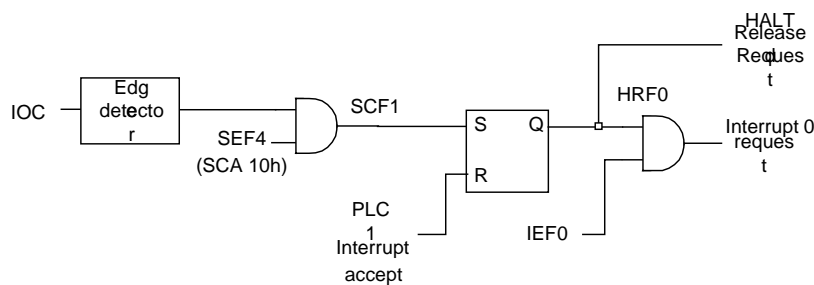 HALT
Release
Request
Edge
detector
IOC
SCF1
HRF0
SEF4
(SCA 10h)
S
Q
R
Interrupt 0
request
PLC
1
Interrupt
accept
IEF0